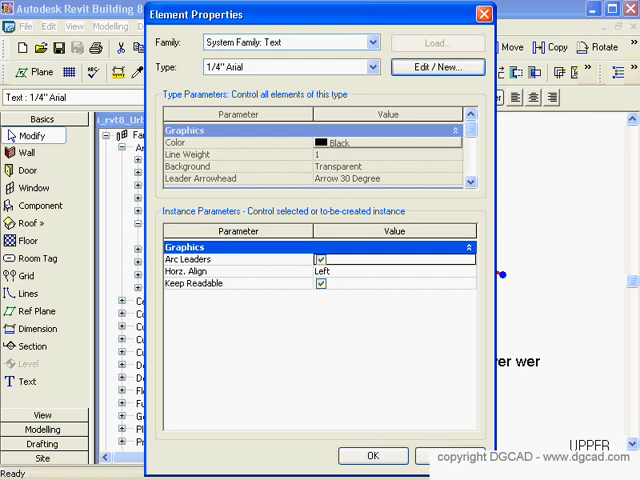 Autodesk Revit Building 8
File
Edit
View
Modelling
Move
Copy
Rotate
Plane
Text : 1/4" Arial
Basics
Modify
Wall
Door
Window
Component
Roof »
Floor
Room Tag
Grid
Lines
Ref Plane
Dimension
Section
Level
Text
View
Modelling
Drafting
Site
Ready
i_rvt8_Urb
Element Properties
Family:
System Family: Text
Load...
Type:
1/4" Arial
Edit / New...
Type Parameters: Control all elements of this type
Parameter Value
Graphics
Color Black
Line Weight 1
Background Transparent
Leader Arrowhead Arrow 30 Degree
Instance Parameters - Control selected or to-be-created instance
Parameter Value
Graphics
Arc Leaders
Horz. Align Left
Keep Readable
OK
er wer
UPPER
copyright DGCAD - www.dgcad.com